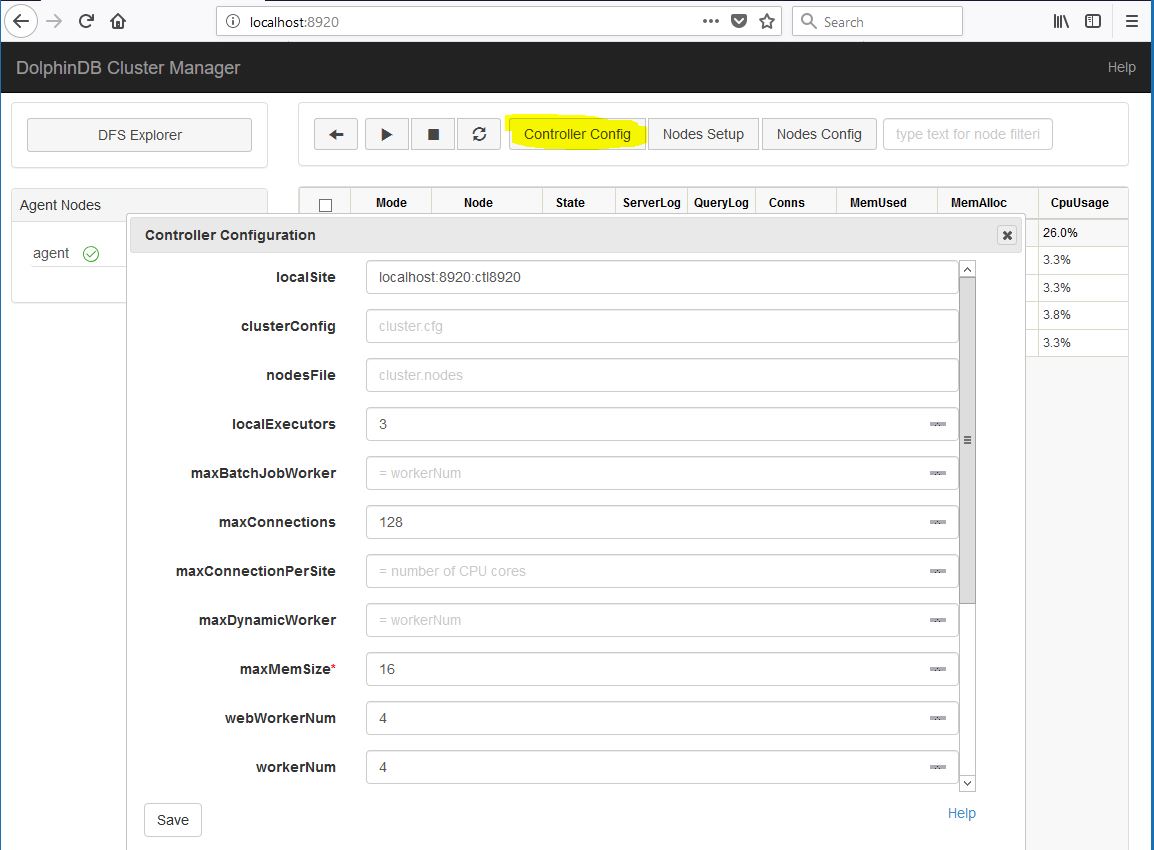 localhost:8920
Search
DolphinDB Cluster Manager
Help
DFS Explorer
Controller Config
Nodes Setup
Nodes Config
type text for node filteri
Agent Nodes
Mode Node State ServerLog QueryLog Conns MemUsed MemAlloc CpuUsage
agent
26.0%
3.3%
3.3%
3.8%
3.3%
Controller Configuration
localSite localhost:8920:ctl8920
clusterConfig cluster.cfg
nodesFile cluster.nodes
localExecutors 3
maxBatchJobWorker = workerNum
maxConnections 128
maxConnectionPerSite = number of CPU cores
maxDynamicWorker = workerNum
maxMemSize* 16
webWorkerNum 4
workerNum 4
Save
Help